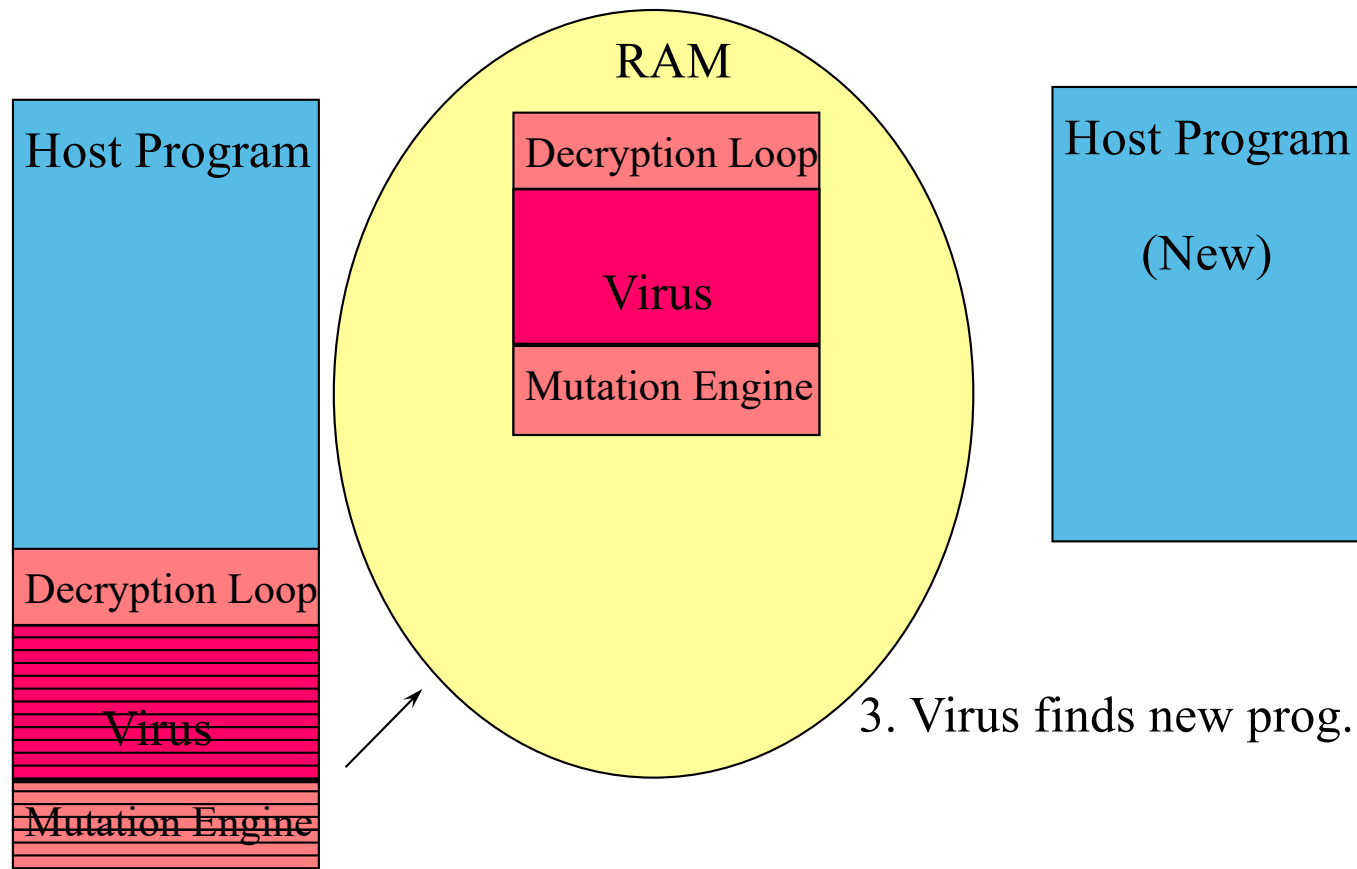 RAM
Host Program
Decryption Loop
Virus
Mutation Engine
Decryption Loop
Virus
Mutation Engine
Host Program
(New)
3. Virus finds new prog.